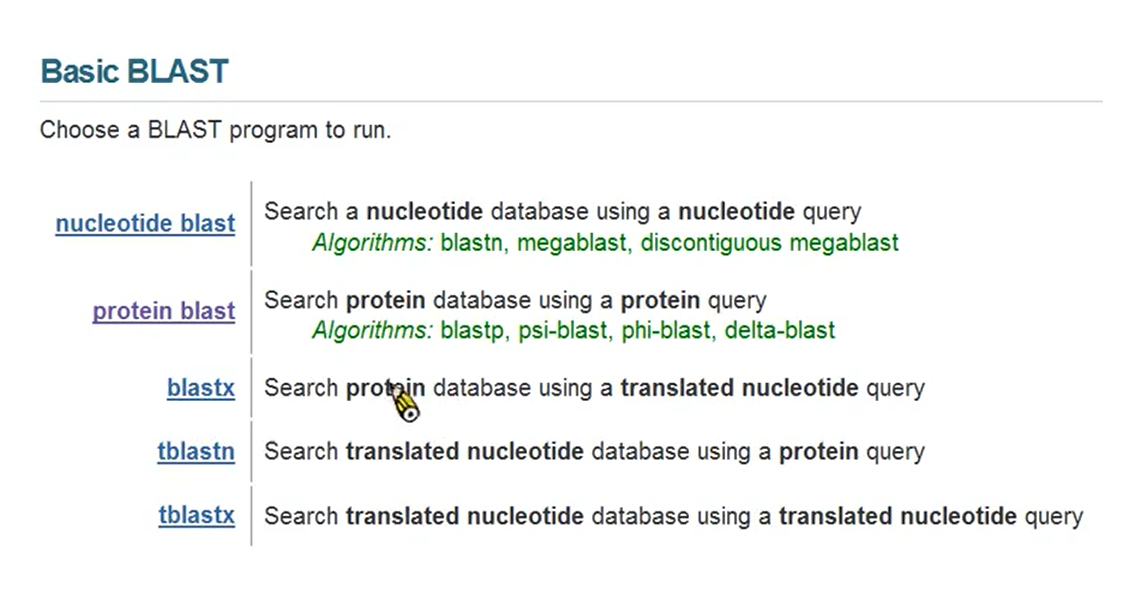 Basic BLAST
Choose a BLAST program to run.
nucleotide blast
Search a nucleotide database using a nucleotide query
Algorithms: blastn, megablast, discontiguous megablast
protein blast
Search protein database using a protein query
Algorithms: blastp, psi-blast, phi-blast, delta-blast
blastx
Search protein database using a translated nucleotide query
tblastn
Search translated nucleotide database using a protein query
tblastx
Search translated nucleotide database using a translated nucleotide query